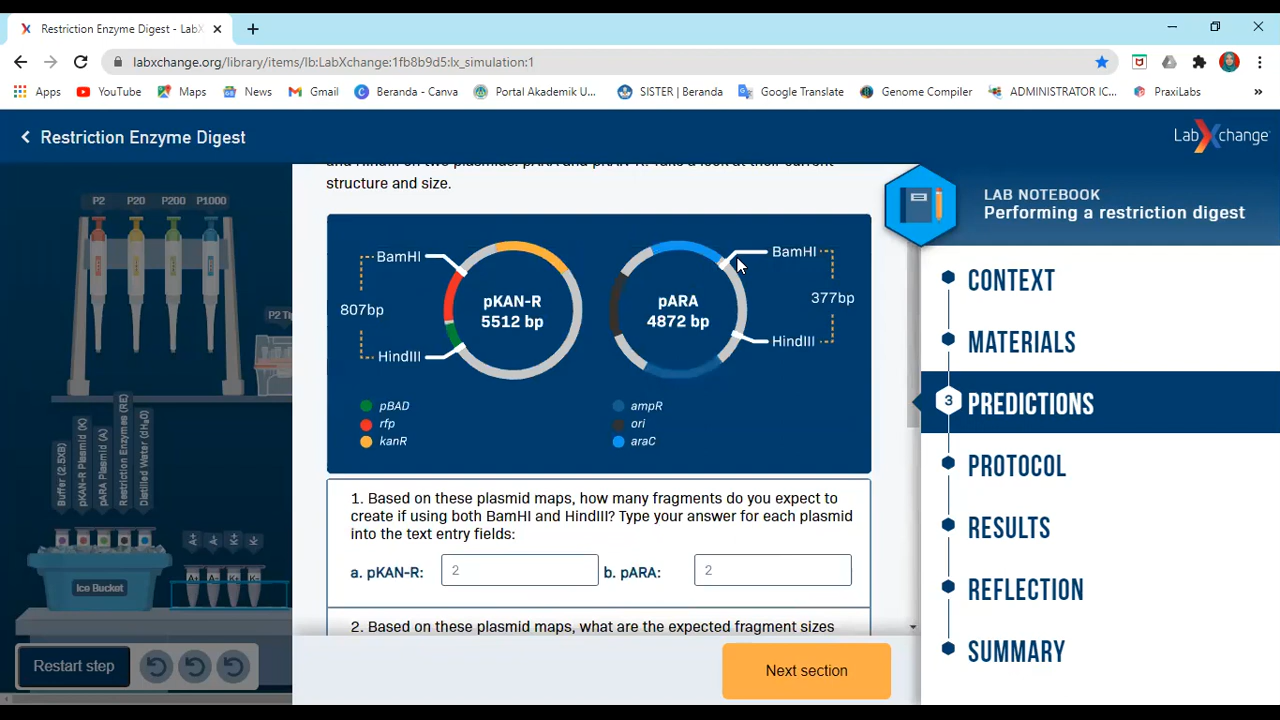 Restriction Enzyme Digest - LabX
labxchange.org/library/items/lb:LabXchange:1fb8b9d5:lx_simulation:1
Apps YouTube Maps News Gmail Beranda - Canva Portal Akademik U... SISTER | Beranda Google Translate Genome Compiler ADMINISTRATOR IC... PraxiLabs »
Restriction Enzyme Digest
LabXchange
P2 P20 P200 P1000
Buffer (2.5XB)
pKAN-R Plasmid (K)
pARA Plasmid (A)
Restriction Enzymes (RE)
Distilled Water (dH₂O)
A+ A- K+ K-
A+ A- K+ K-
Ice Bucket
Restart step
structure and size.
BamHI
807bp
HindIII
pKAN-R
5512 bp
pBAD
rfp
kanR
pARA
4872 bp
BamHI
377bp
HindIII
ampR
ori
araC
1. Based on these plasmid maps, how many fragments do you expect to
create if using both BamHI and HindIII? Type your answer for each plasmid
into the text entry fields:
a. pKAN-R: 2 b. pARA: 2
2. Based on these plasmid maps, what are the expected fragment sizes
Next section
LAB NOTEBOOK
Performing a restriction digest
CONTEXT
MATERIALS
3 PREDICTIONS
PROTOCOL
RESULTS
REFLECTION
SUMMARY